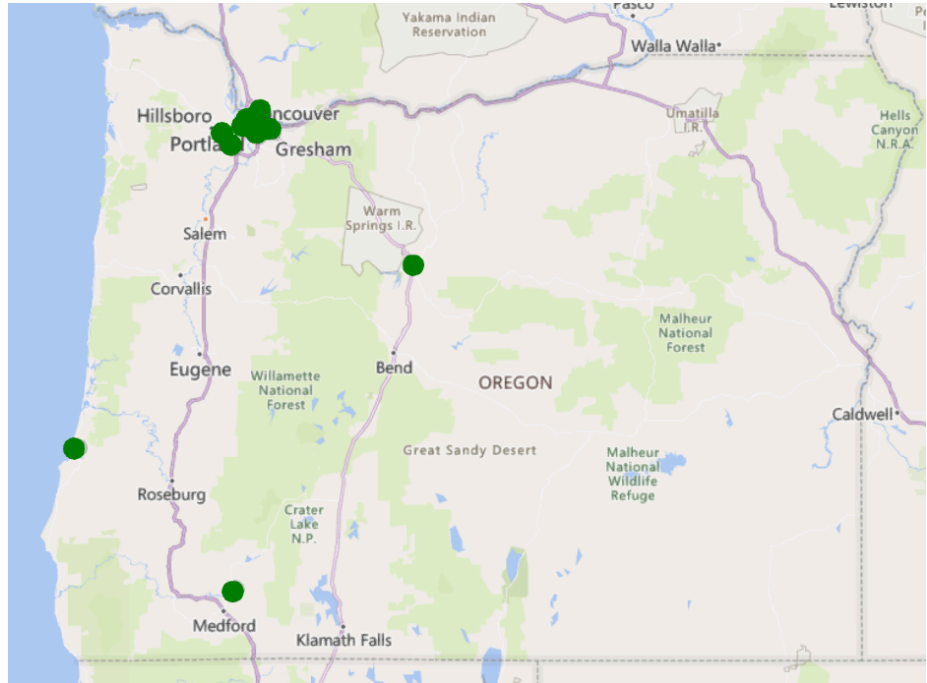 Pasco
Lewiston
Yakama Indian
Reservation
Walla Walla
Hillsboro
ncouver
Umatilla
I.R.
Hells
Canyon
N.R.A.
Portla
Gresham
Warm
Springs I.R.
Salem
Corvallis
Malheur
National
Forest
Eugene
Bend
Willamette
National
Forest
OREGON
Caldwell
Great Sandy Desert
Malheur
National
Wildlife
Refuge
Roseburg
Crater
Lake
N.P.
Medford
Klamath Falls